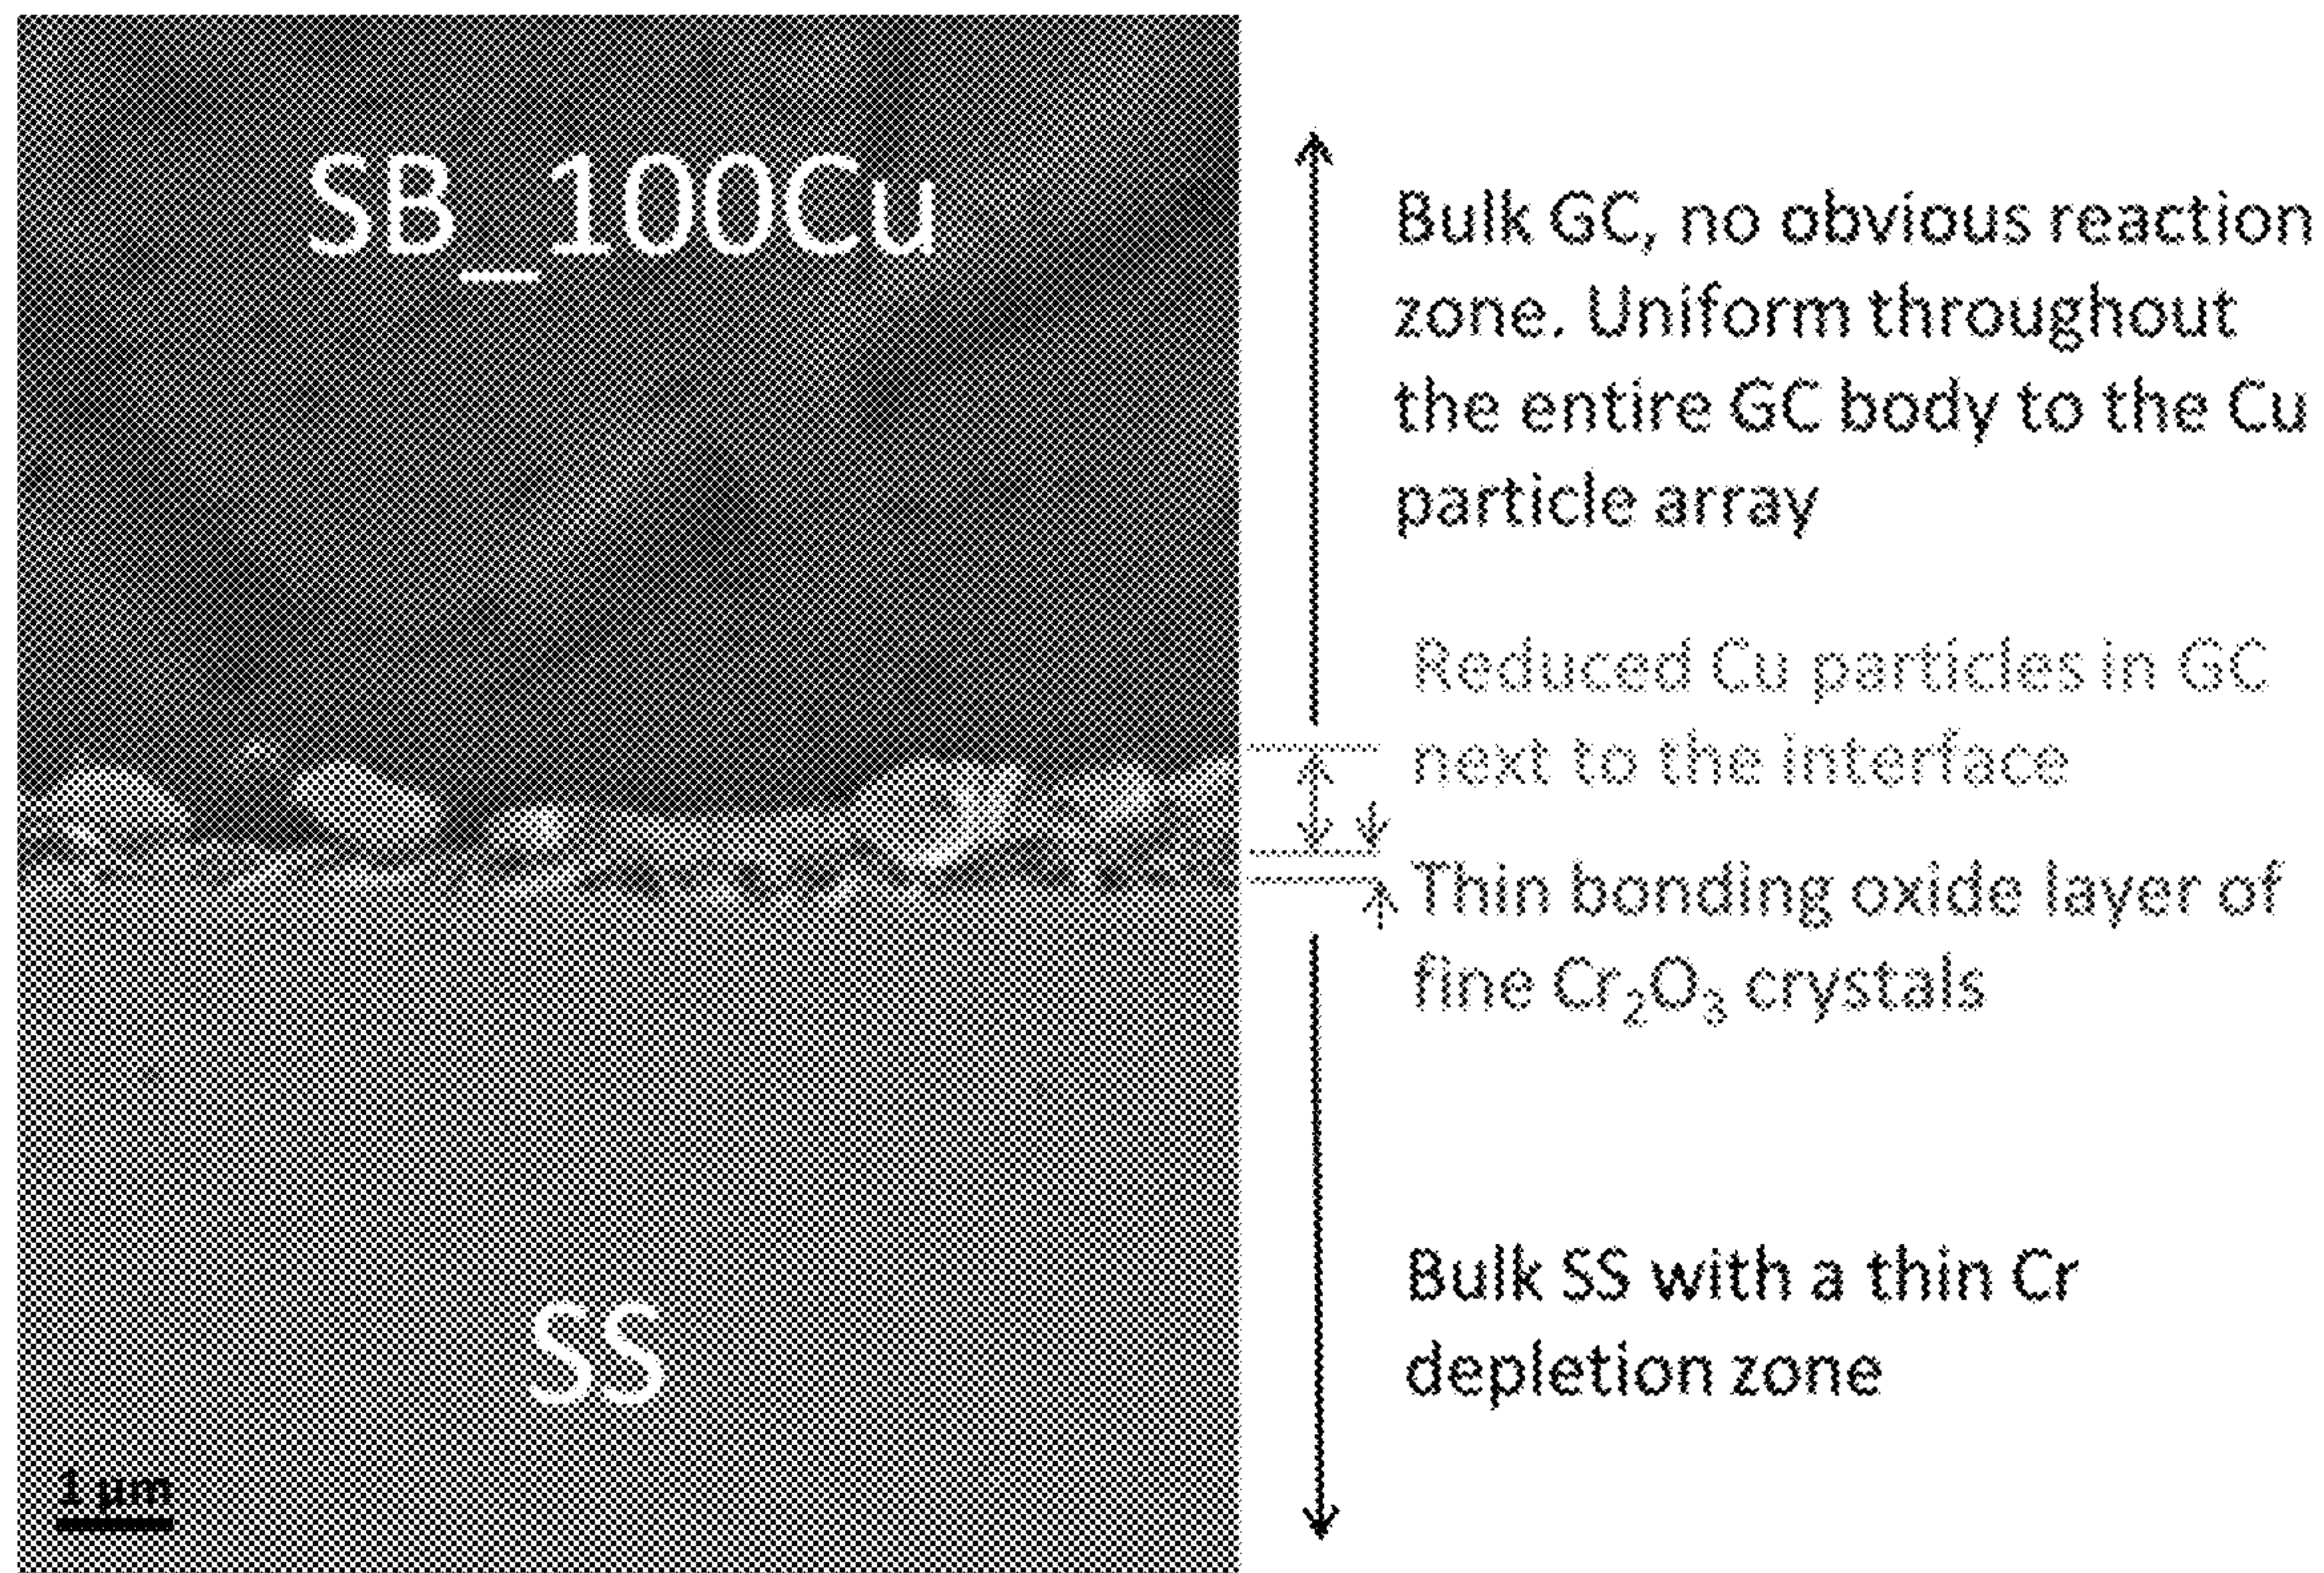 SB_100Cu
Bulk GC, no obvious reaction
zone. Uniform throughout
the entire GC body to the Cu
particle array
Reduced Cu particles in GC
next to the interface
Thin bonding oxide layer of
fine Cr₂O₃ crystals
Bulk SS with a thin Cr
depletion zone
SS
1 µm